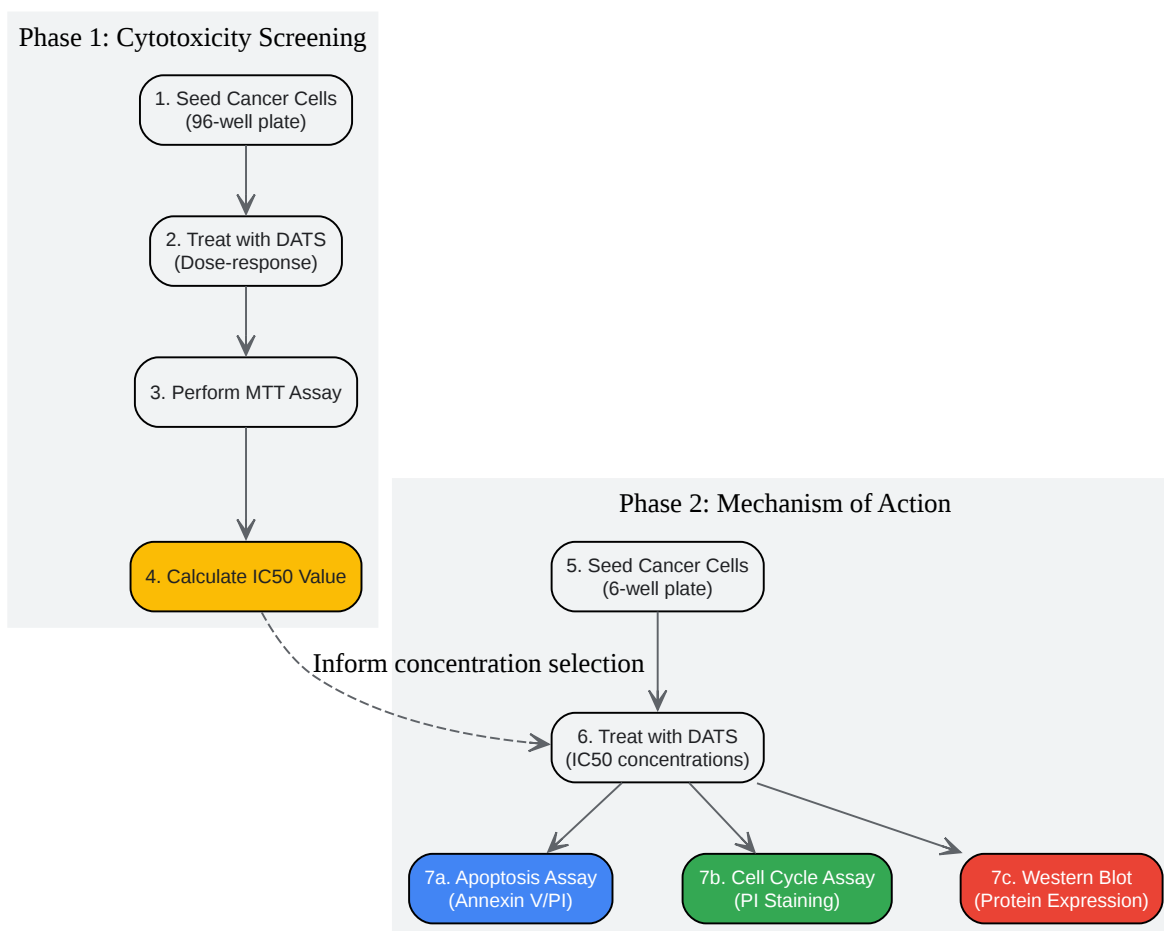 Phase 1: Cytotoxicity Screening
1. Seed Cancer Cells
(96-well plate)
2. Treat with DATS
(Dose-response)
3. Perform MTT Assay
4. Calculate IC50 Value
Inform concentration selection
Phase 2: Mechanism of Action
5. Seed Cancer Cells
(6-well plate)
6. Treat with DATS
(IC50 concentrations)
7a. Apoptosis Assay
(Annexin V/PI)
7b. Cell Cycle Assay
(PI Staining)
7c. Western Blot
(Protein Expression)